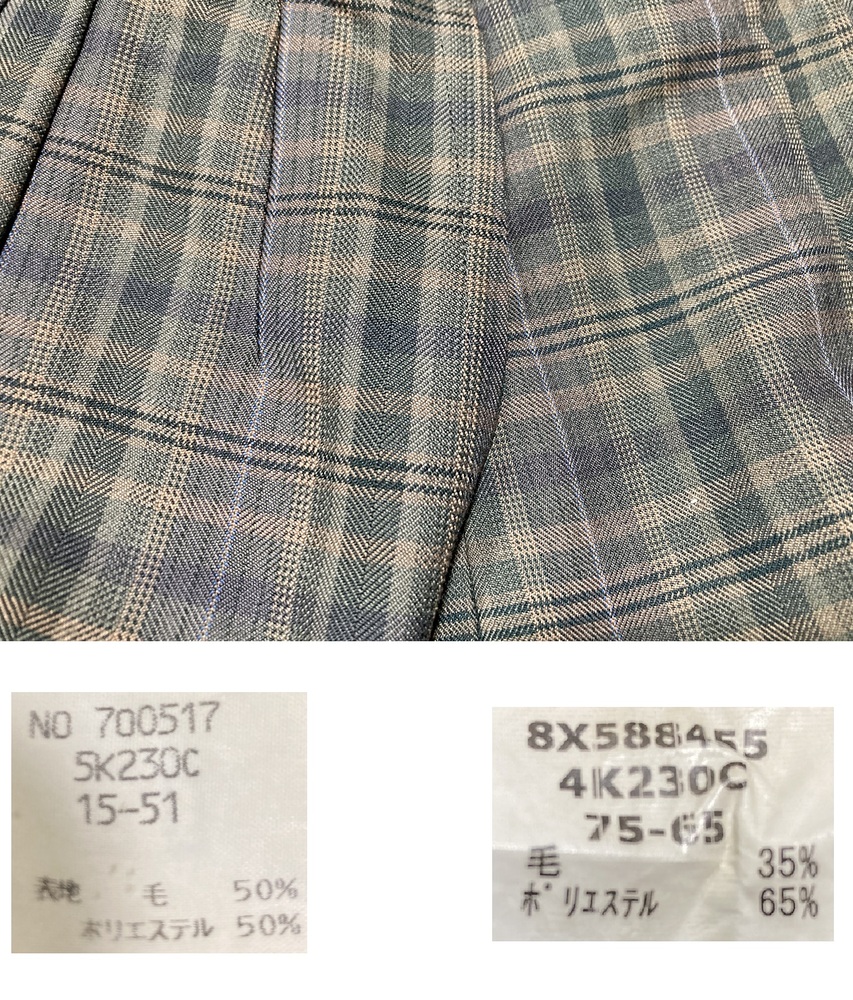 NO 700517
5K230C
15-51
表地 毛 50%
ポリエステル 50%
8X588455
4K230C
75-65
毛 35%
ポリエステル 65%